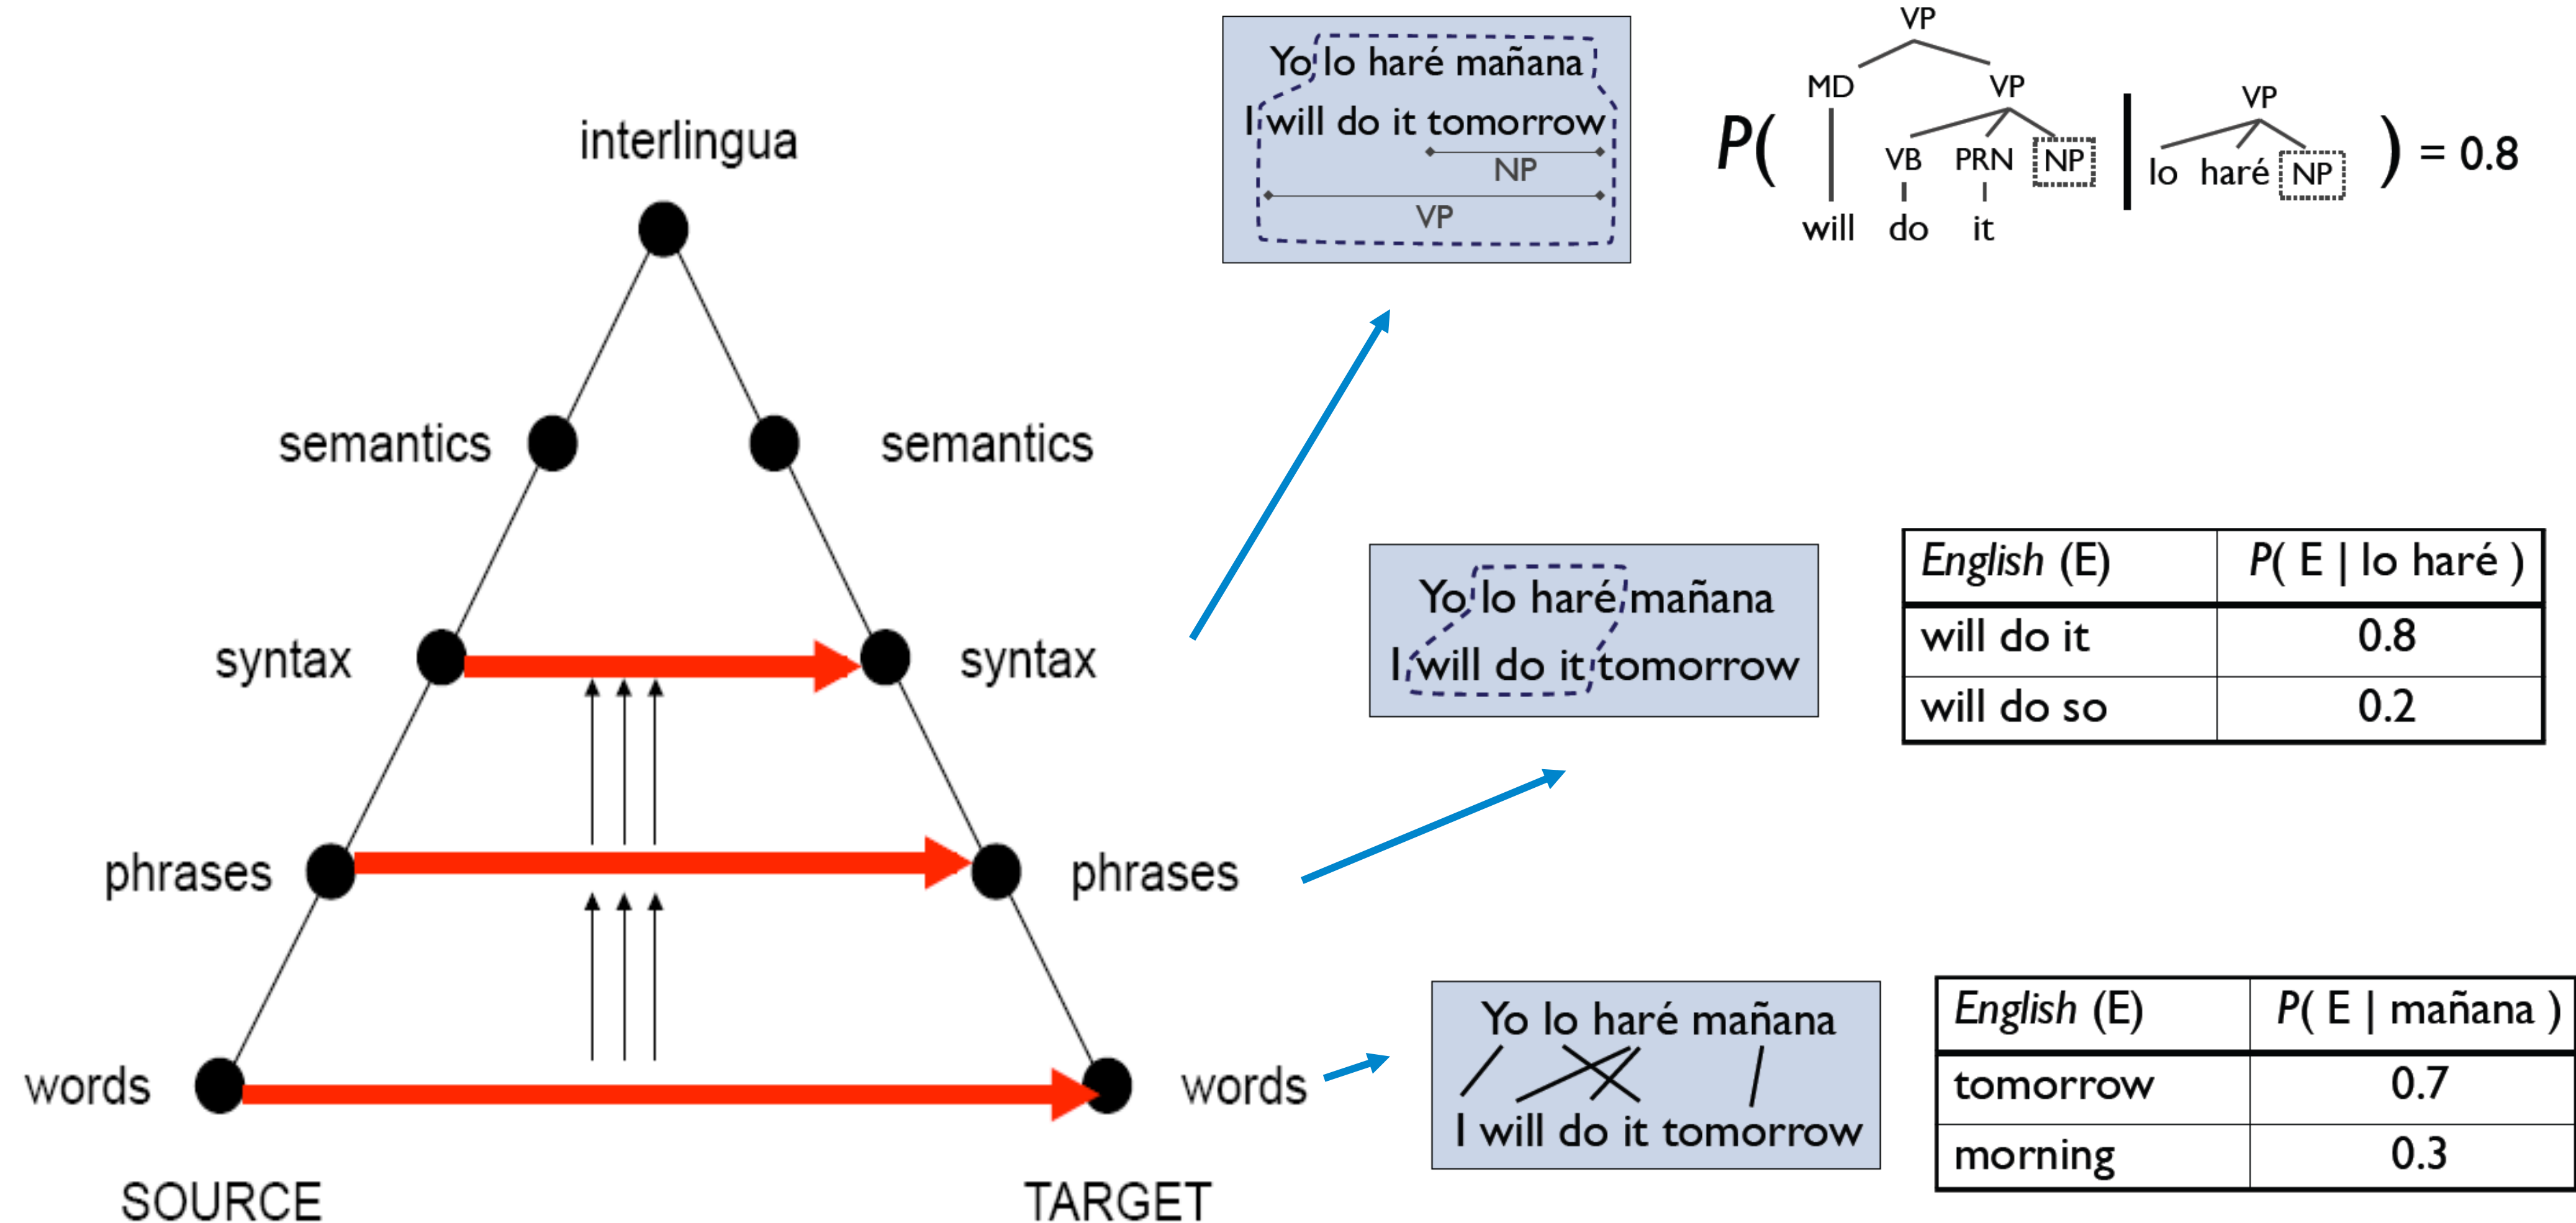 interlingua
semantics
semantics
syntax
syntax
phrases
phrases
words
words
SOURCE
TARGET
Yo lo haré mañana
I will do it tomorrow
NP
VP
VP
MD
VP
VB
PRN
NP
will
do
it
P(
VP
lo haré NP
) = 0.8
Yo lo haré mañana
I will do it tomorrow
English (E) P( E | lo haré )
will do it 0.8
will do so 0.2
Yo lo haré mañana
I will do it tomorrow
English (E) P( E | mañana )
tomorrow 0.7
morning 0.3